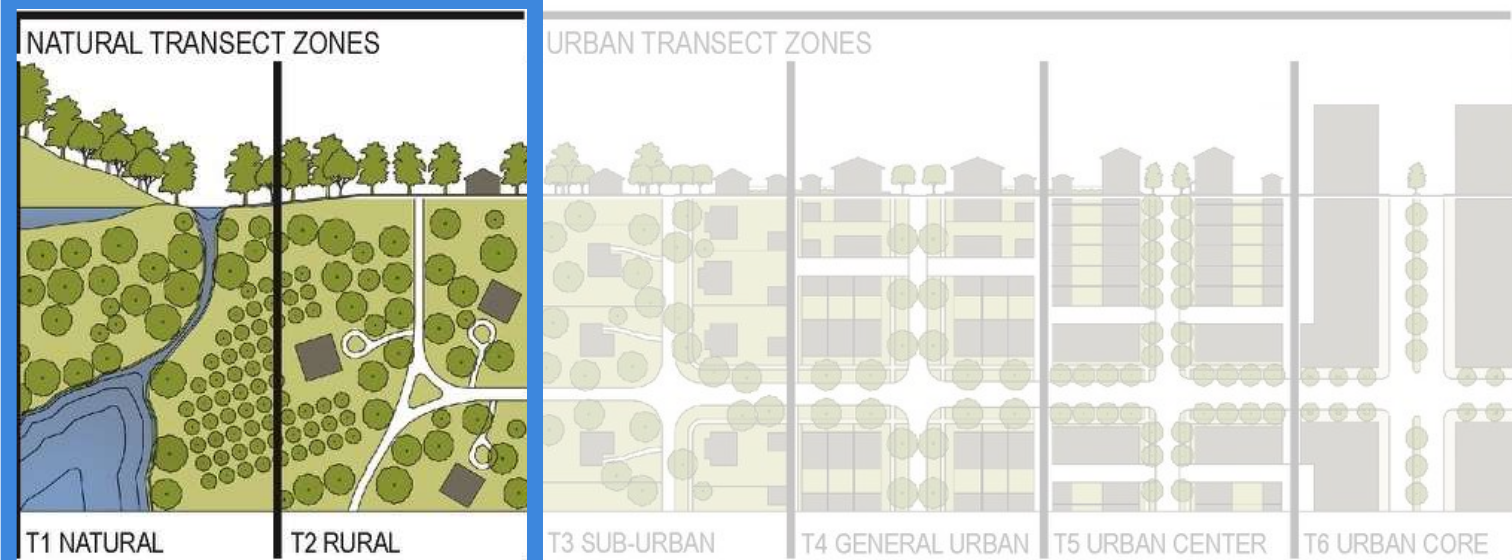 NATURAL TRANSECT ZONES
URBAN TRANSECT ZONES
T1 NATURAL
T2 RURAL
T3 SUB-URBAN
T4 GENERAL URBAN
T5 URBAN CENTER
T6 URBAN CORE